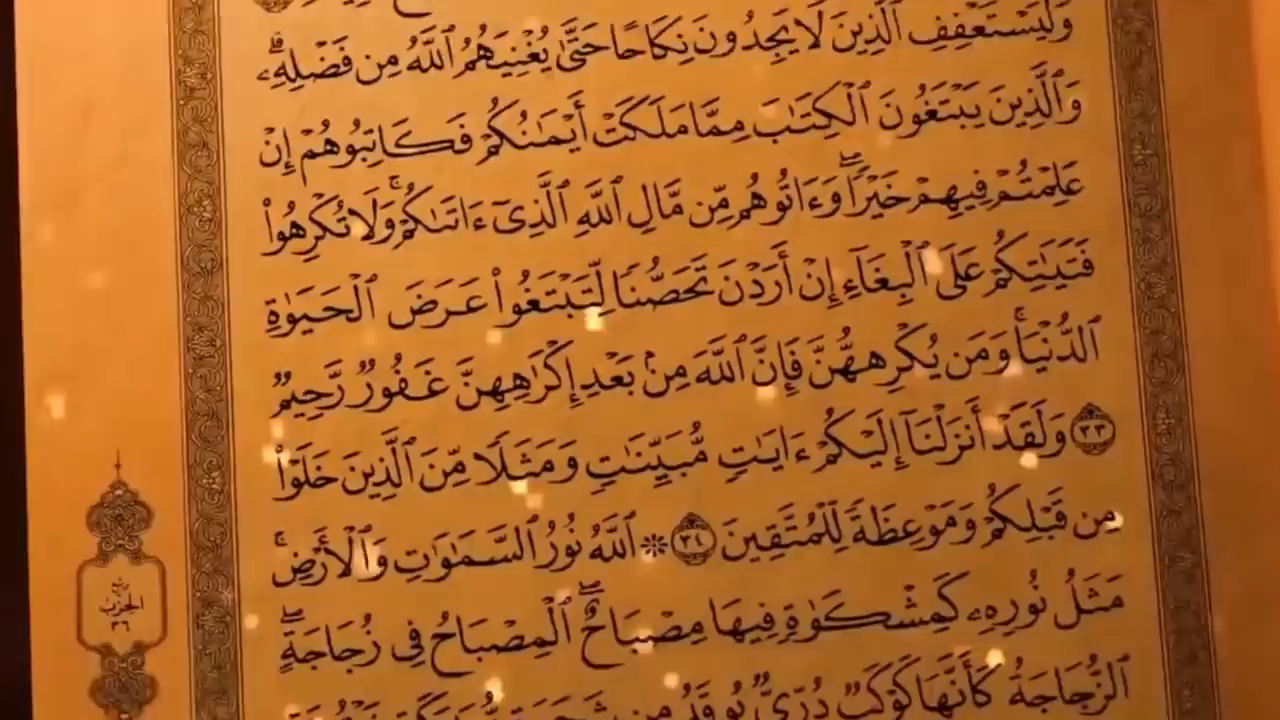 وَلْيَسْتَعْفِفِ ٱلَّذِينَ لَا يَجِدُونَ نِكَاحًا حَتَّىٰ يُغْنِيَهُمُ ٱللَّهُ مِن فَضْلِهِۦۗ
وَٱلَّذِينَ يَبْتَغُونَ ٱلْكِتَٰبَ مِمَّا مَلَكَتْ أَيْمَٰنُكُمْ فَكَاتِبُوهُمْ إِنْ
عَلِمْتُمْ فِيهِمْ خَيْرًاۖ وَءَاتُوهُم مِّن مَّالِ ٱللَّهِ ٱلَّذِىٓ ءَاتَىٰكُمْۚ وَلَا تُكْرِهُوا۟
فَتَيَٰتِكُمْ عَلَى ٱلْبِغَآءِ إِنْ أَرَدْنَ تَحَصُّنًا لِّتَبْتَغُوا۟ عَرَضَ ٱلْحَيَوٰةِ
ٱلدُّنْيَاۚ وَمَن يُكْرِههُّنَّ فَإِنَّ ٱللَّهَ مِنۢ بَعْدِ إِكْرَٰهِهِنَّ غَفُورٌ رَّحِيمٌ
٣٣ وَلَقَدْ أَنزَلْنَآ إِلَيْكُمْ ءَايَٰتٍ مُّبَيِّنَٰتٍ وَمَثَلًا مِّنَ ٱلَّذِينَ خَلَوْا۟
مِن قَبْلِكُمْ وَمَوْعِظَةً لِّلْمُتَّقِينَ ٣٤ ۞ ٱللَّهُ نُورُ ٱلسَّمَٰوَٰتِ وَٱلْأَرْضِۚ
مَثَلُ نُورِهِۦ كَمِشْكَوٰةٍ فِيهَا مِصْبَاحٌۖ ٱلْمِصْبَاحُ فِى زُجَاجَةٍۖ
ٱلزُّجَاجَةُ كَأَنَّهَا كَوْكَبٌ دُرِّىٌّ يُوقَدُ مِن شَجَرَةٍ
ربع
الحزب
٣٦